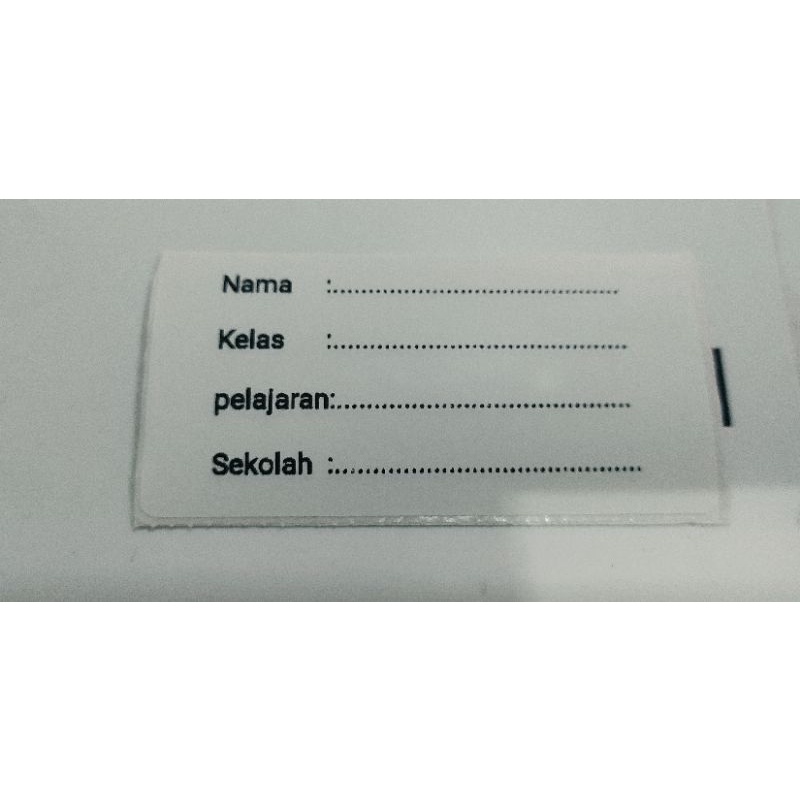 Nama :........................................................
Kelas :........................................................
pelajaran:........................................................
Sekolah :........................................................